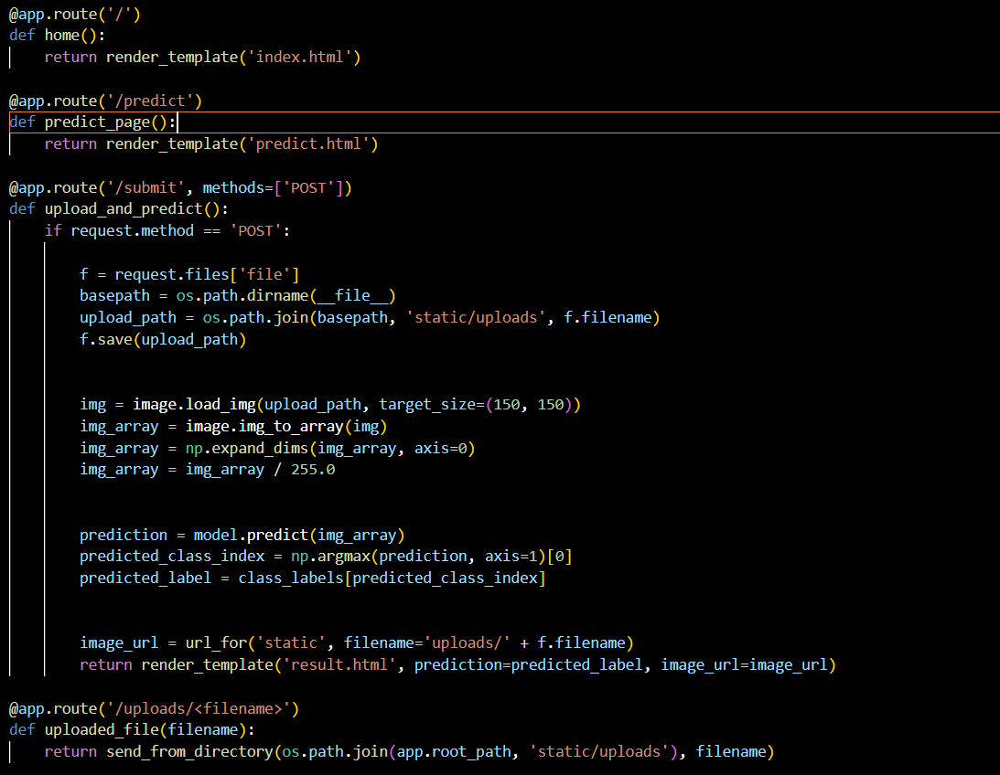 @app.route('/')
def home():
    return render_template('index.html')
@app.route('/predict')
def predict_page():
    return render_template('predict.html')
@app.route('/submit', methods=['POST'])
def upload_and_predict():
    if request.method == 'POST':
        f = request.files['file']
        basepath = os.path.dirname(__file__)
        upload_path = os.path.join(basepath, 'static/uploads', f.filename)
        f.save(upload_path)
        img = image.load_img(upload_path, target_size=(150, 150))
        img_array = image.img_to_array(img)
        img_array = np.expand_dims(img_array, axis=0)
        img_array = img_array / 255.0
        prediction = model.predict(img_array)
        predicted_class_index = np.argmax(prediction, axis=1)[0]
        predicted_label = class_labels[predicted_class_index]
        image_url = url_for('static', filename='uploads/' + f.filename)
        return render_template('result.html', prediction=predicted_label, image_url=image_url)
@app.route('/uploads/<filename>')
def uploaded_file(filename):
    return send_from_directory(os.path.join(app.root_path, 'static/uploads'), filename)